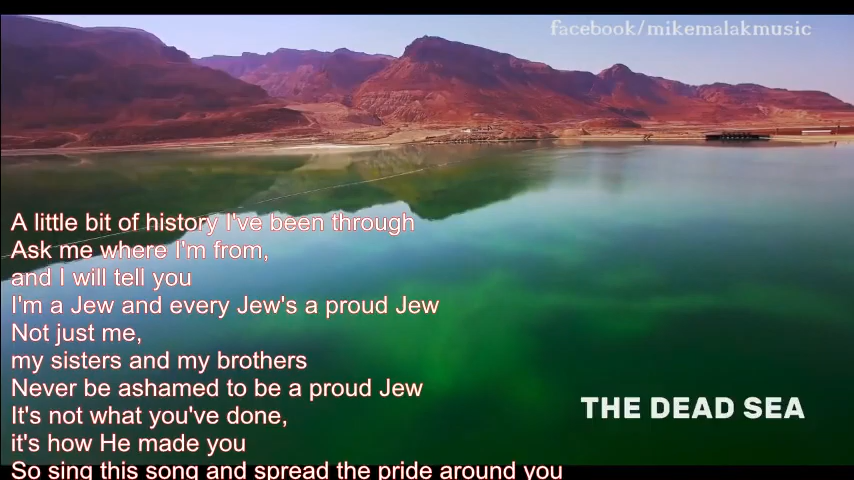 facebook/mikemalakmusic
A little bit of history I've been through
Ask me where I'm from,
and I will tell you
I'm a Jew and every Jew's a proud Jew
Not just me,
my sisters and my brothers
Never be ashamed to be a proud Jew
It's not what you've done,
THE DEAD SEA
it's how He made you
So sing this song and spread the pride around you